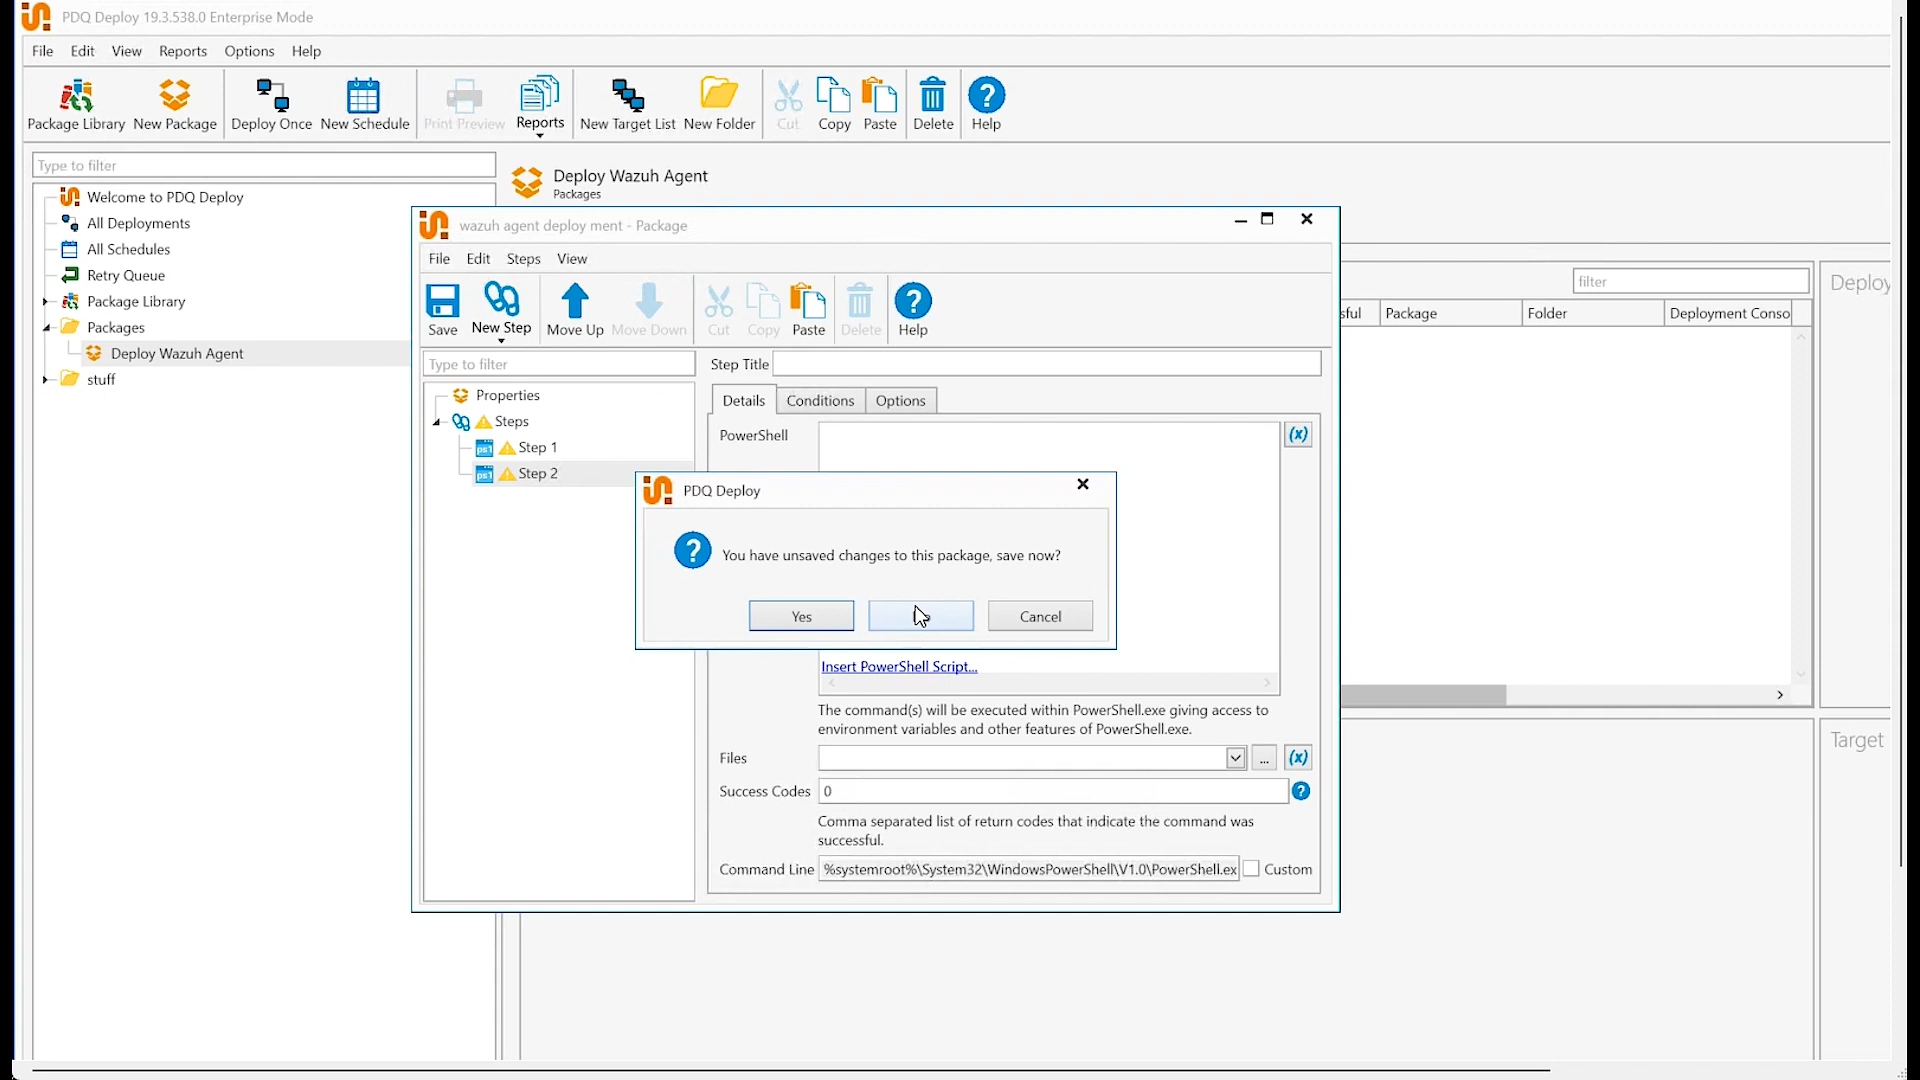 PDQ Deploy 19.3.538.0 Enterprise Mode
File Edit View Reports Options Help
Package Library New Package Deploy Once New Schedule Print Preview Reports New Target List New Folder Cut Copy Paste Delete Help
Type to filter
Welcome to PDQ Deploy
All Deployments
All Schedules
Retry Queue
Package Library
Packages
Deploy Wazuh Agent
stuff
Deploy Wazuh Agent
Packages
filter
Deploy
sful Package Folder Deployment Conso
Target
wazuh agent deploy ment - Package
File Edit Steps View
Save New Step Move Up Move Down Cut Copy Paste Delete Help
Type to filter
Properties
Steps
ps1 Step 1
ps1 Step 2
Step Title
Details Conditions Options
PowerShell
(x)
PDQ Deploy
You have unsaved changes to this package, save now?
Yes
Cancel
Insert PowerShell Script...
The command(s) will be executed within PowerShell.exe giving access to
environment variables and other features of PowerShell.exe.
Files
... (x)
Success Codes 0
Comma separated list of return codes that indicate the command was
successful.
Command Line %systemroot%\System32\WindowsPowerShell\V1.0\PowerShell.ex Custom